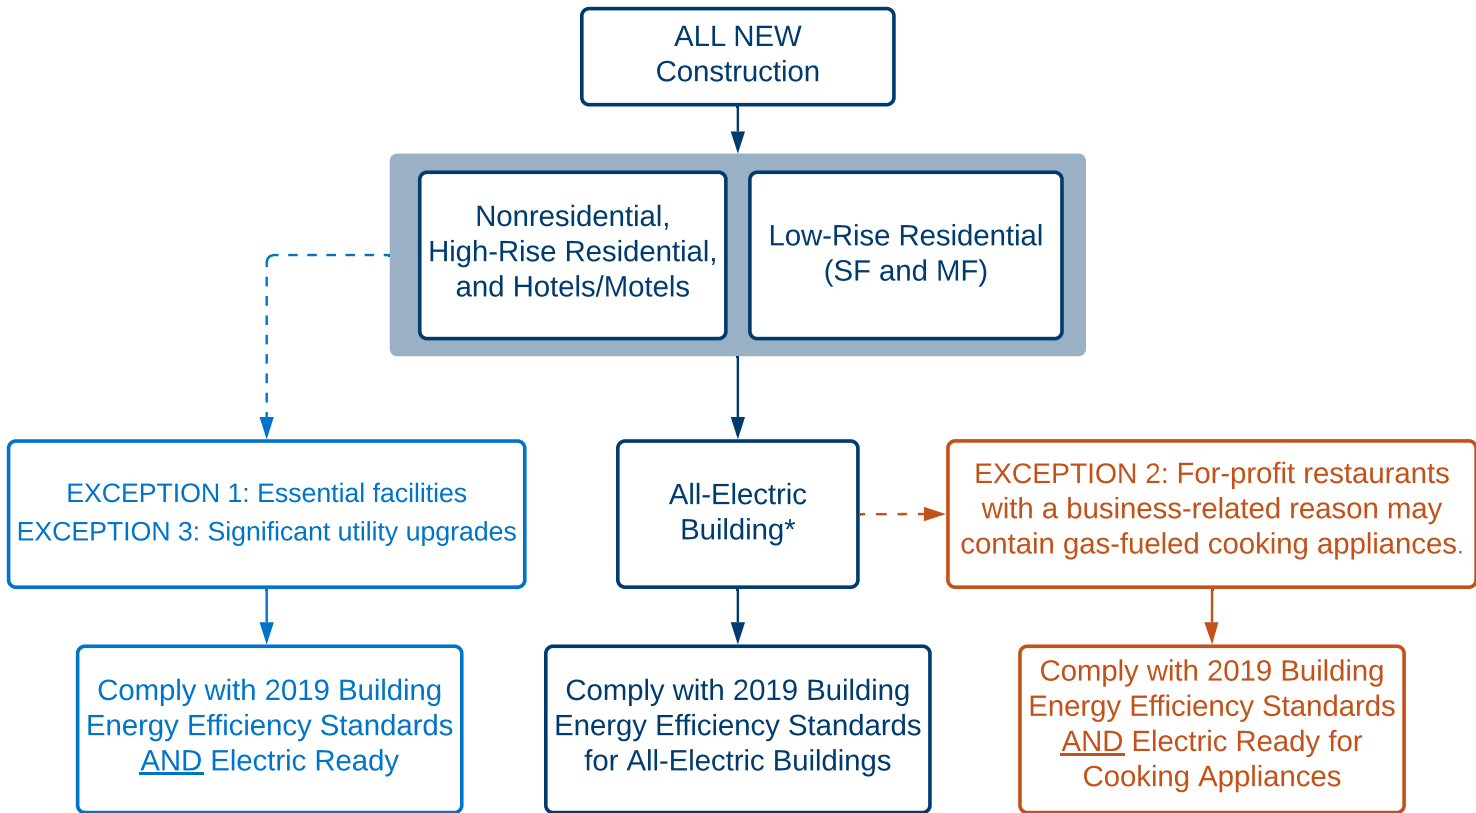 ALL NEW
Construction
Nonresidential,
High-Rise Residential,
and Hotels/Motels
Low-Rise Residential
(SF and MF)
EXCEPTION 1: Essential facilities
EXCEPTION 3: Significant utility upgrades
All-Electric
Building*
EXCEPTION 2: For-profit restaurants
with a business-related reason may
contain gas-fueled cooking appliances.
Comply with 2019 Building
Energy Efficiency Standards
AND Electric Ready
Comply with 2019 Building
Energy Efficiency Standards
for All-Electric Buildings
Comply with 2019 Building
Energy Efficiency Standards
AND Electric Ready for
Cooking Appliances